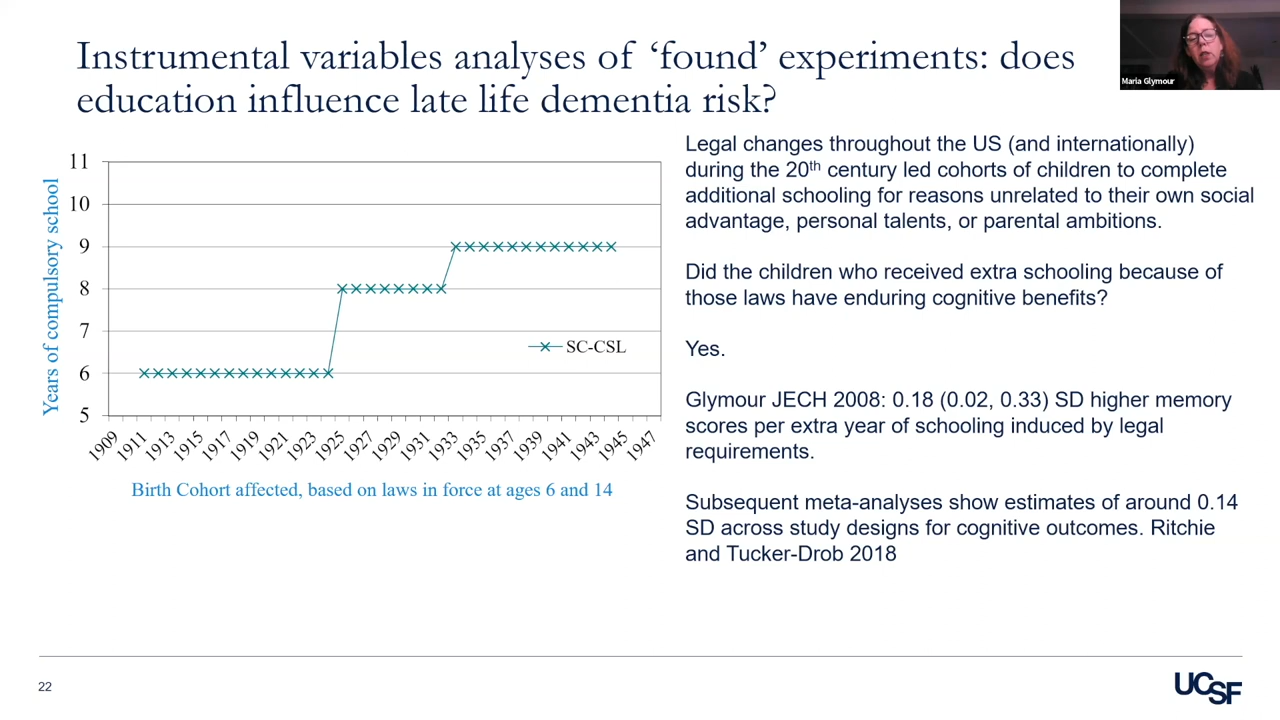 Instrumental variables analyses of ‘found’ experiments: does
education influence late life dementia risk?
Maria Glymour
Legal changes throughout the US (and internationally)
during the 20th century led cohorts of children to complete
additional schooling for reasons unrelated to their own social
advantage, personal talents, or parental ambitions.
Did the children who received extra schooling because of
those laws have enduring cognitive benefits?
Yes.
Glymour JECH 2008: 0.18 (0.02, 0.33) SD higher memory
scores per extra year of schooling induced by legal
requirements.
Subsequent meta-analyses show estimates of around 0.14
SD across study designs for cognitive outcomes. Ritchie
and Tucker-Drob 2018
Years of compulsory school
11
10
9
8
7
6
5
SC-CSL
1909 1911 1913 1915 1917 1919 1921 1923 1925 1927 1929 1931 1933 1935 1937 1939 1941 1943 1945 1947
Birth Cohort affected, based on laws in force at ages 6 and 14
22
UCSF